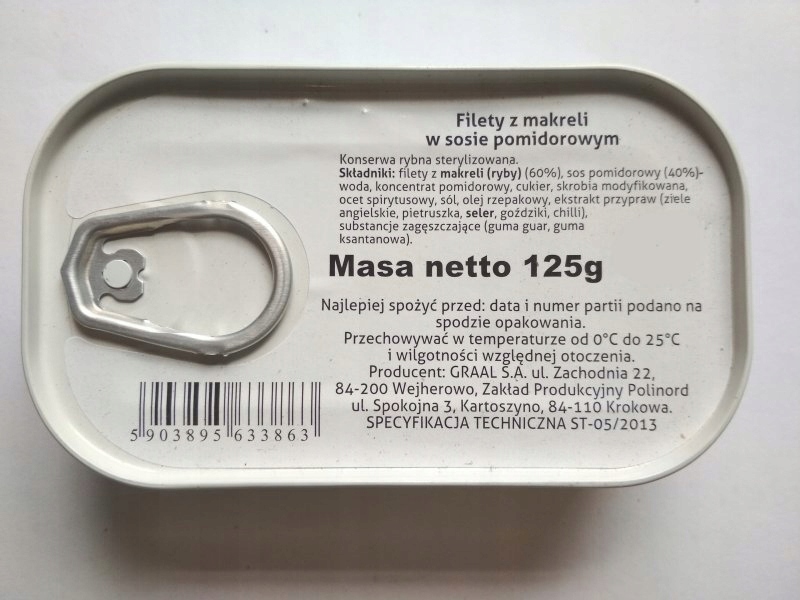 Filety z makreli
w sosie pomidorowym
Konserwa rybna sterylizowana.
Składniki: filety z makreli (ryby) (60%), sos pomidorowy (40%)-
woda, koncentrat pomidorowy, cukier, skrobia modyfikowana,
ocet spirytusowy, sól, olej rzepakowy, ekstrakt przypraw (ziele
angielskie, pietruszka, seler, goździki, chilli),
substancje zagęszczające (guma guar, guma
ksantanowa).
Masa netto 125g
Najlepiej spożyć przed: data i numer partii podano na
spodzie opakowania.
Przechowywać w temperaturze od 0°C do 25°C
i wilgotności względnej otoczenia.
Producent: GRAAL S.A. ul. Zachodnia 22,
84-200 Wejherowo, Zakład Produkcyjny Polinord
ul. Spokojna 3, Kartoszyno, 84-110 Krokowa.
SPECYFIKACJA TECHNICZNA ST-05/2013
5 903895 633863